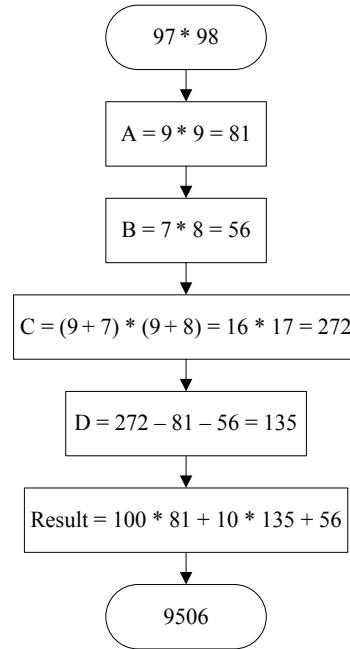 97 * 98
A = 9 * 9 = 81
B = 7 * 8 = 56
C = (9 + 7) * (9 + 8) = 16 * 17 = 272
D = 272 – 81 – 56 = 135
Result = 100 * 81 + 10 * 135 + 56
9506